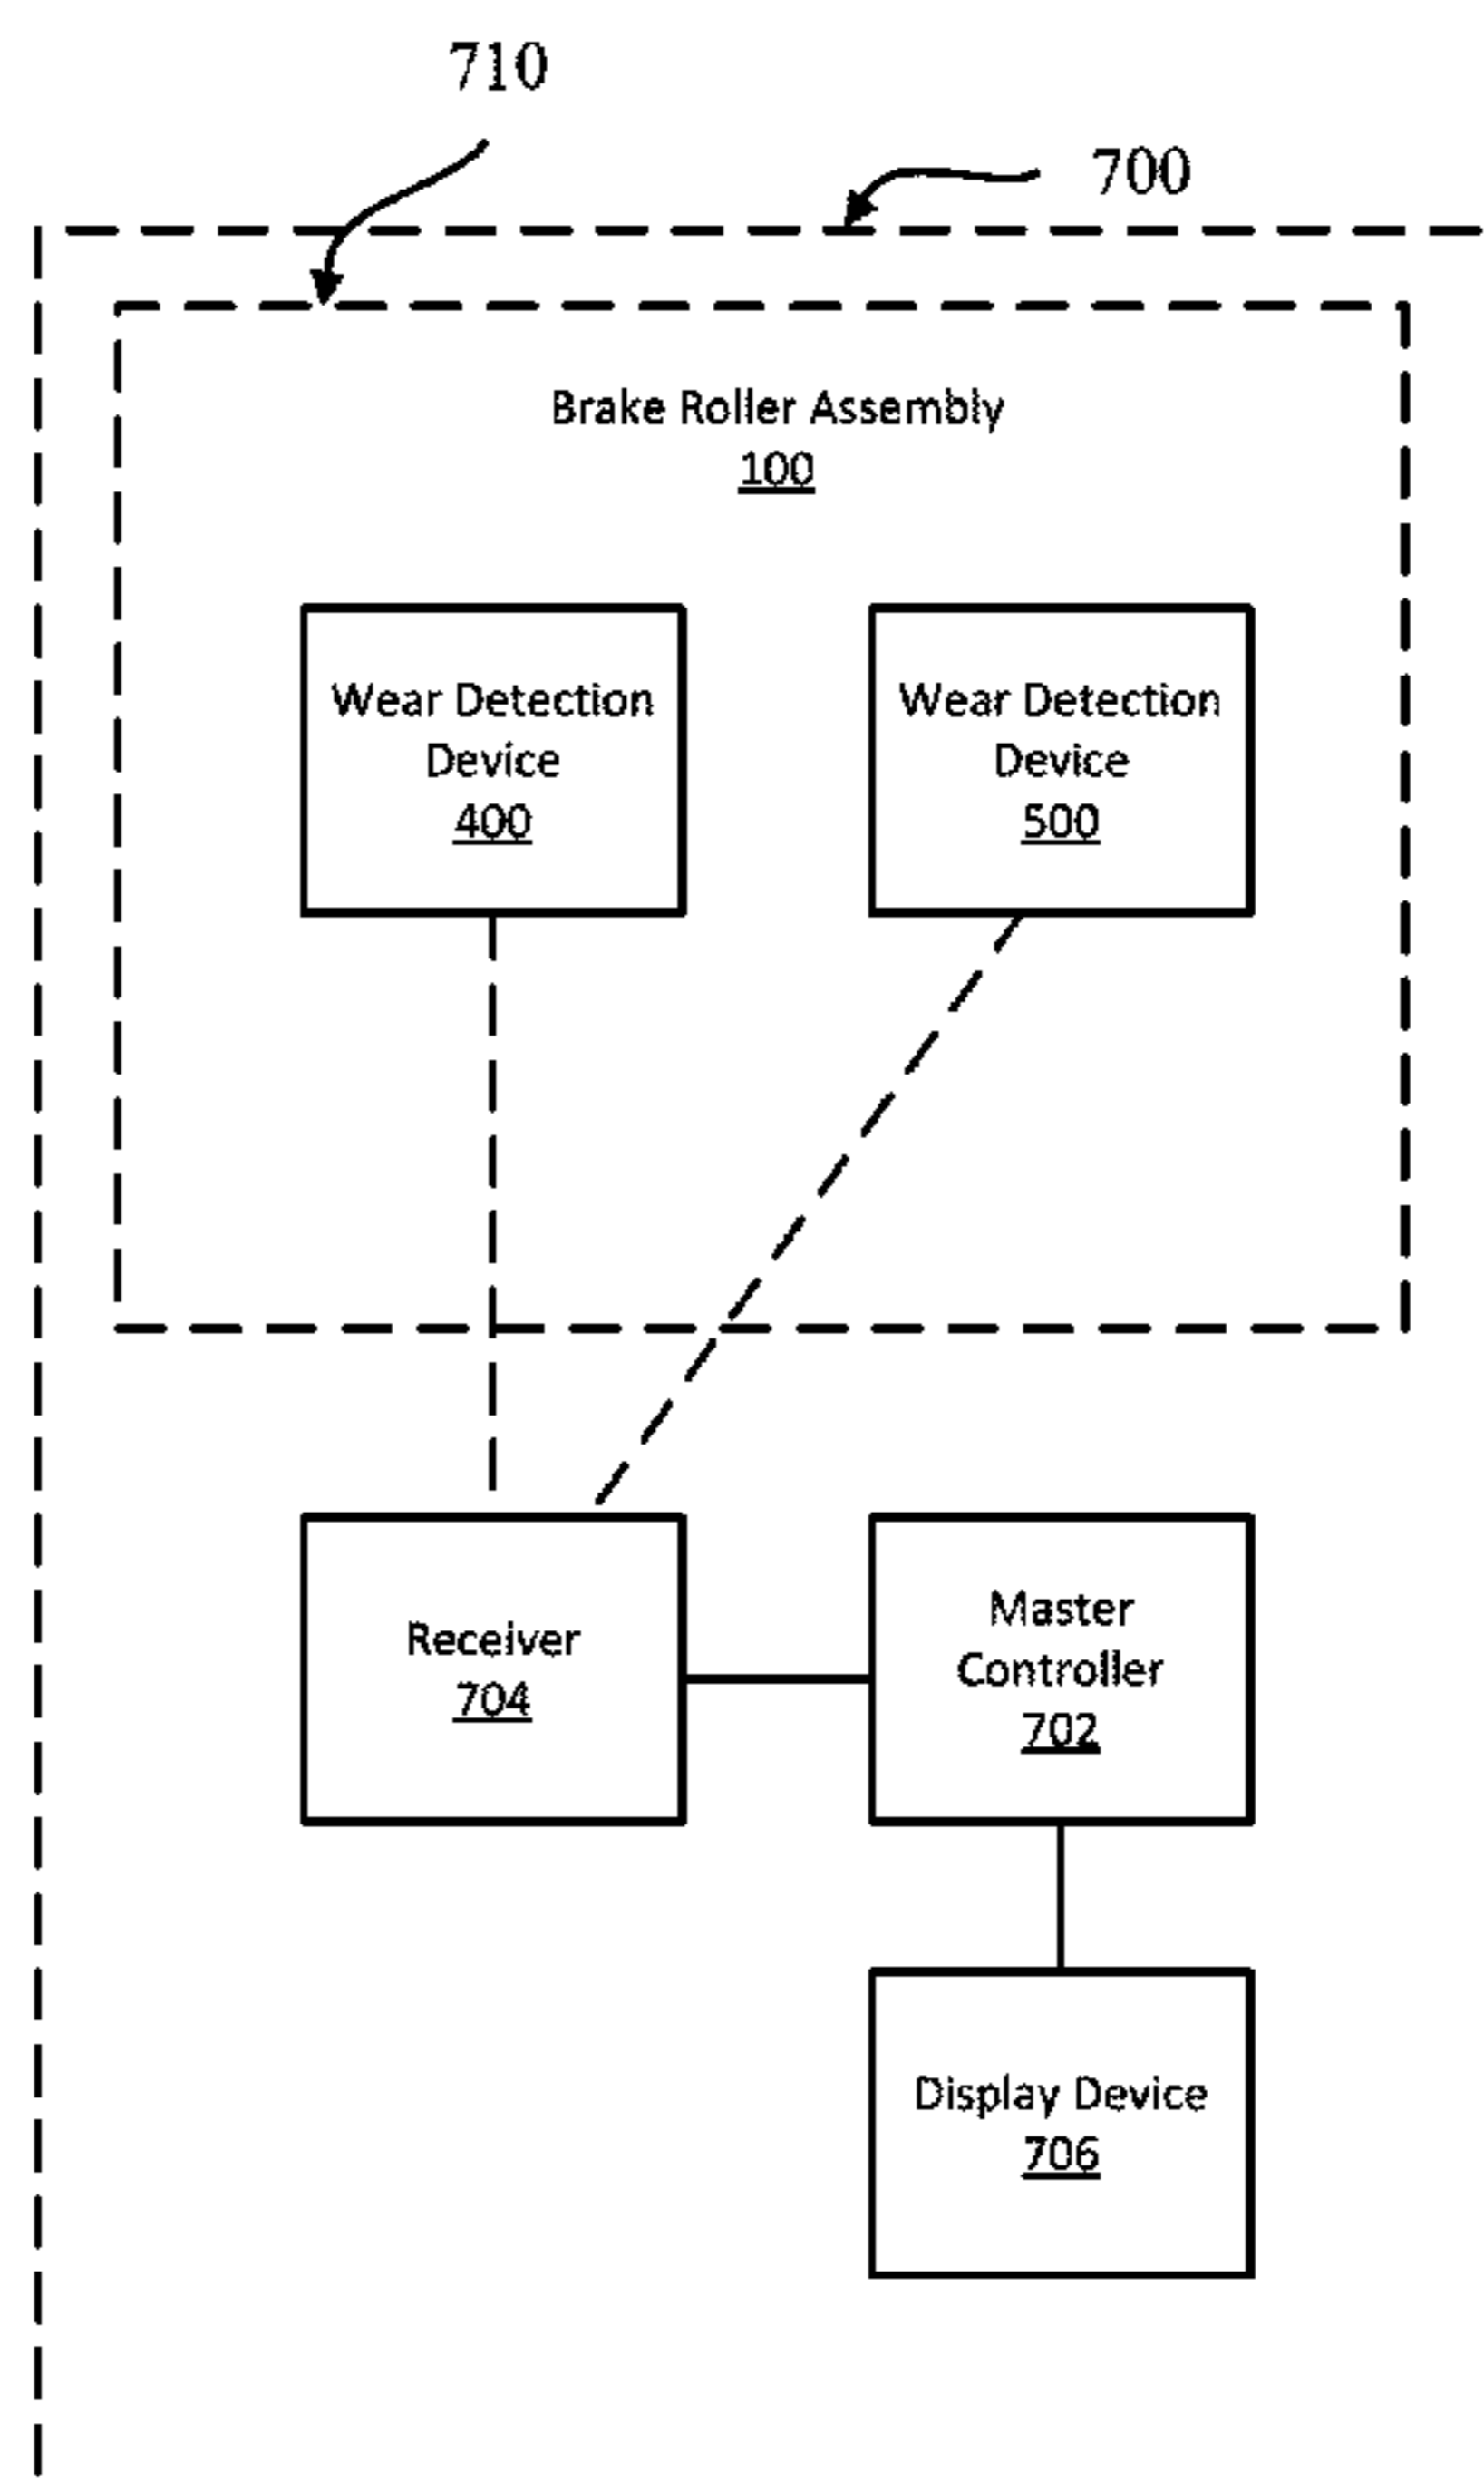 710
700
Brake Roller Assembly
100
Wear Detection
Device
400
Wear Detection
Device
500
Receiver
704
Master
Controller
702
Display Device
706